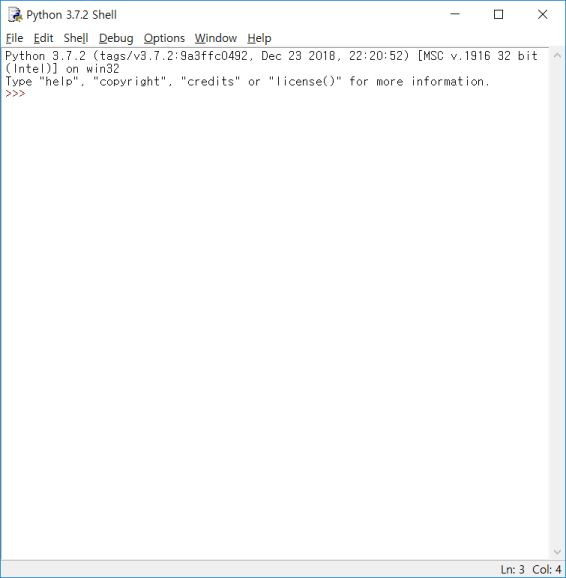 Python 3.7.2 Shell
File Edit Shell Debug Options Window Help
Python 3.7.2 (tags/v3.7.2:9a3ffc0492, Dec 23 2018, 22:20:52) [MSC v.1916 32 bit
(Intel)] on win32
Type "help", "copyright", "credits" or "license()" for more information.
>>>
Ln: 3 Col: 4